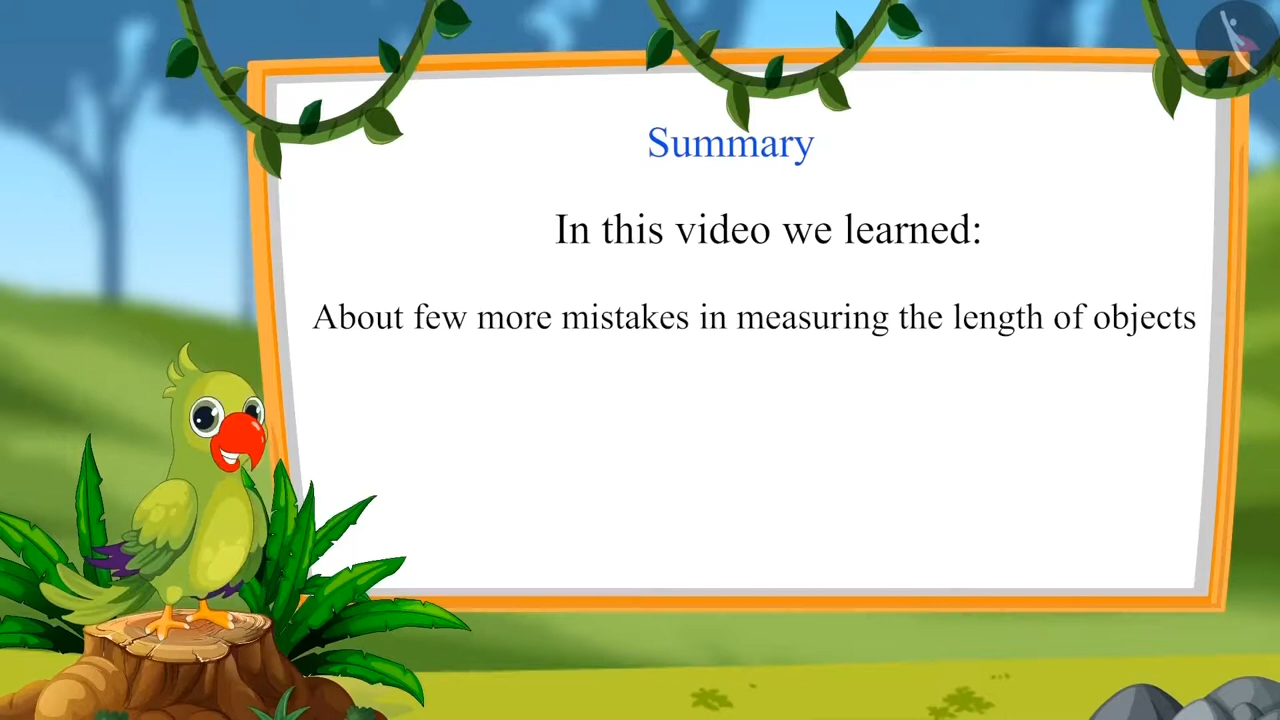 Summary
In this video we learned:
About few more mistakes in measuring the length of objects